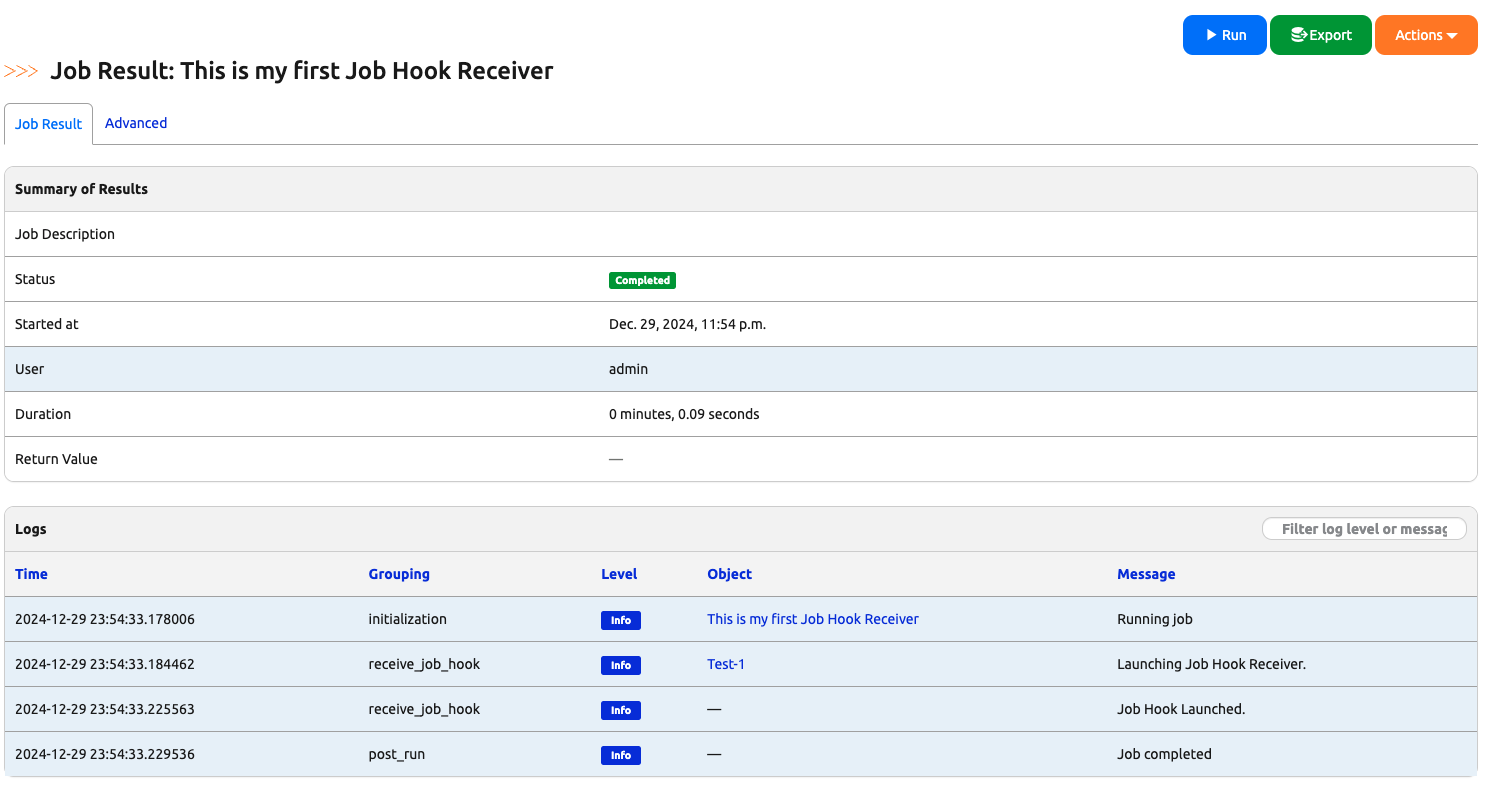 Run Export Actions
>>> Job Result: This is my first Job Hook Receiver
Job Result Advanced
Summary of Results
Job Description
Status Completed
Started at Dec. 29, 2024, 11:54 p.m.
User admin
Duration 0 minutes, 0.09 seconds
Return Value —
Logs Filter log level or messag
Time Grouping Level Object Message
2024-12-29 23:54:33.178006 initialization Info This is my first Job Hook Receiver Running job
2024-12-29 23:54:33.184462 receive_job_hook Info Test-1 Launching Job Hook Receiver.
2024-12-29 23:54:33.225563 receive_job_hook Info — Job Hook Launched.
2024-12-29 23:54:33.229536 post_run Info — Job completed